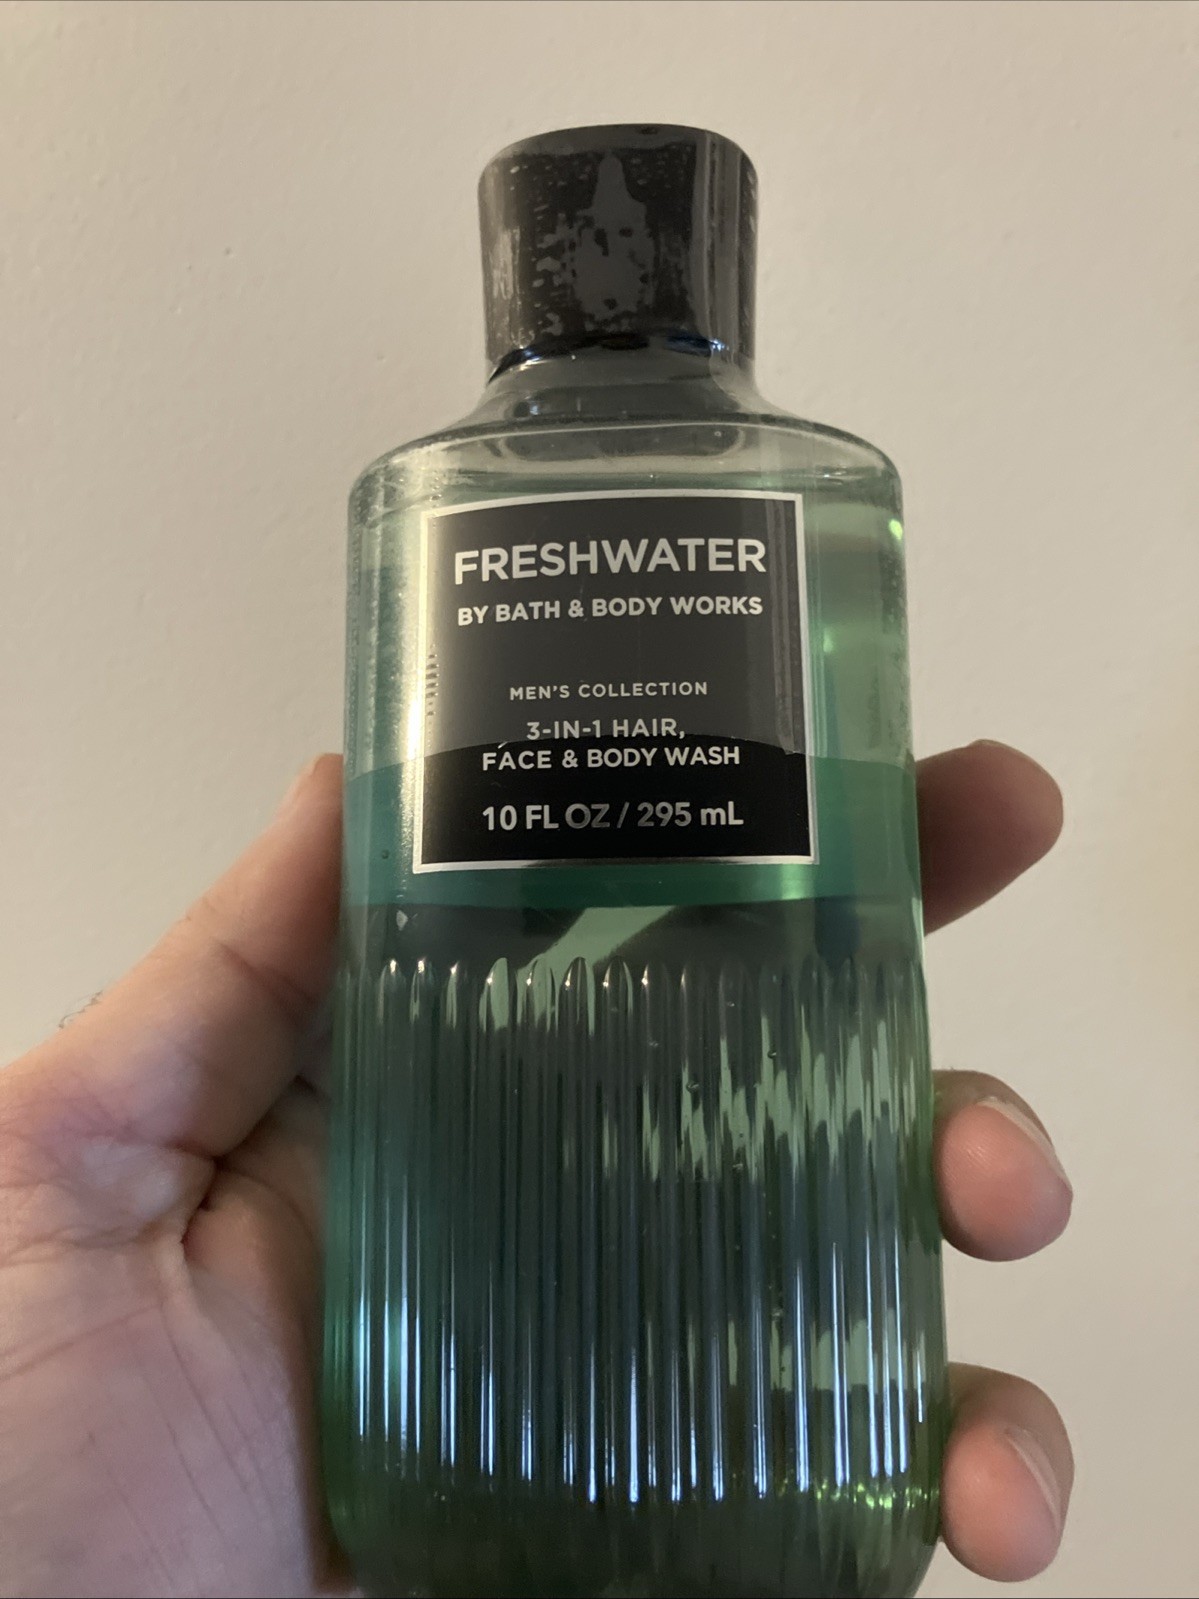 FRESHWATER
BY BATH & BODY WORKS
MEN'S COLLECTION
3-IN-1 HAIR,
FACE & BODY WASH
10 FL OZ / 295 mL